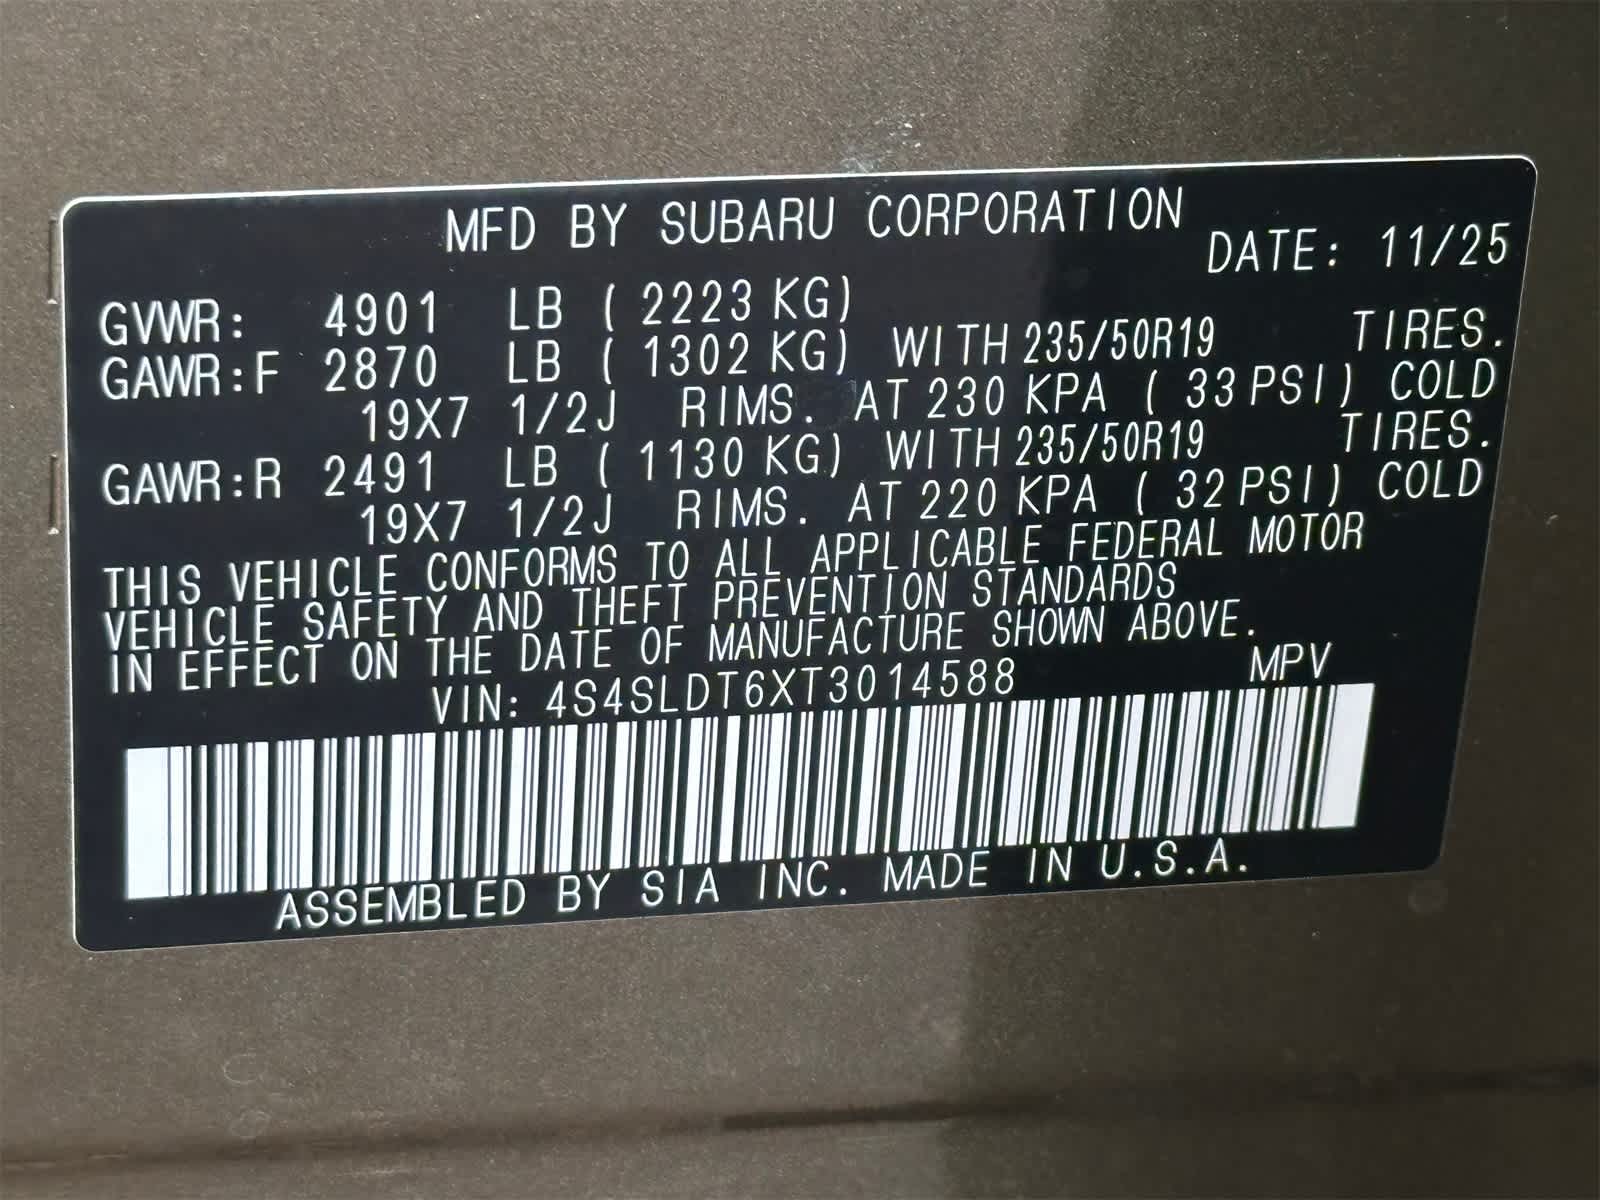 MFD BY SUBARU CORPORATION
DATE: 11/25
GVWR: 4901 LB ( 2223 KG)
GAWR:F 2870 LB ( 1302 KG) WITH 235/50R19 TIRES.
19X7 1/2J RIMS. AT 230 KPA ( 33 PSI) COLD
GAWR:R 2491 LB ( 1130 KG) WITH 235/50R19 TIRES.
19X7 1/2J RIMS. AT 220 KPA ( 32 PSI) COLD
THIS VEHICLE CONFORMS TO ALL APPLICABLE FEDERAL MOTOR
VEHICLE SAFETY AND THEFT PREVENTION STANDARDS
IN EFFECT ON THE DATE OF MANUFACTURE SHOWN ABOVE.
VIN: 4S4SLDT6XT3014588 MPV
ASSEMBLED BY SIA INC. MADE IN U.S.A.